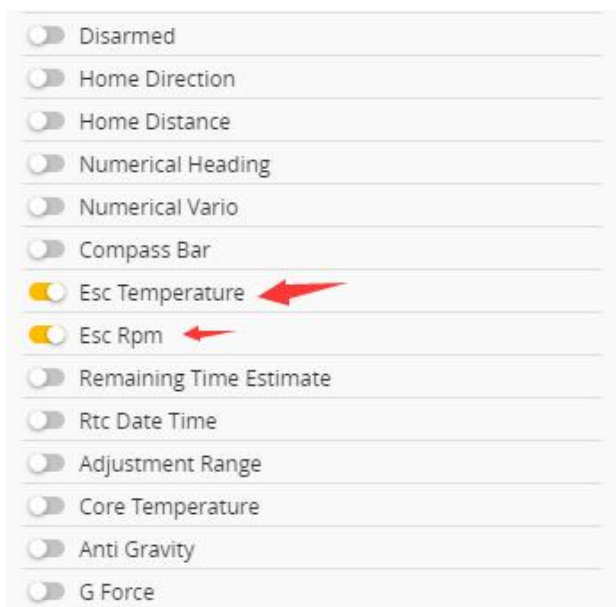 Disarmed
Home Direction
Home Distance
Numerical Heading
Numerical Vario
Compass Bar
Esc Temperature
Esc Rpm
Remaining Time Estimate
Rtc Date Time
Adjustment Range
Core Temperature
Anti Gravity
G Force